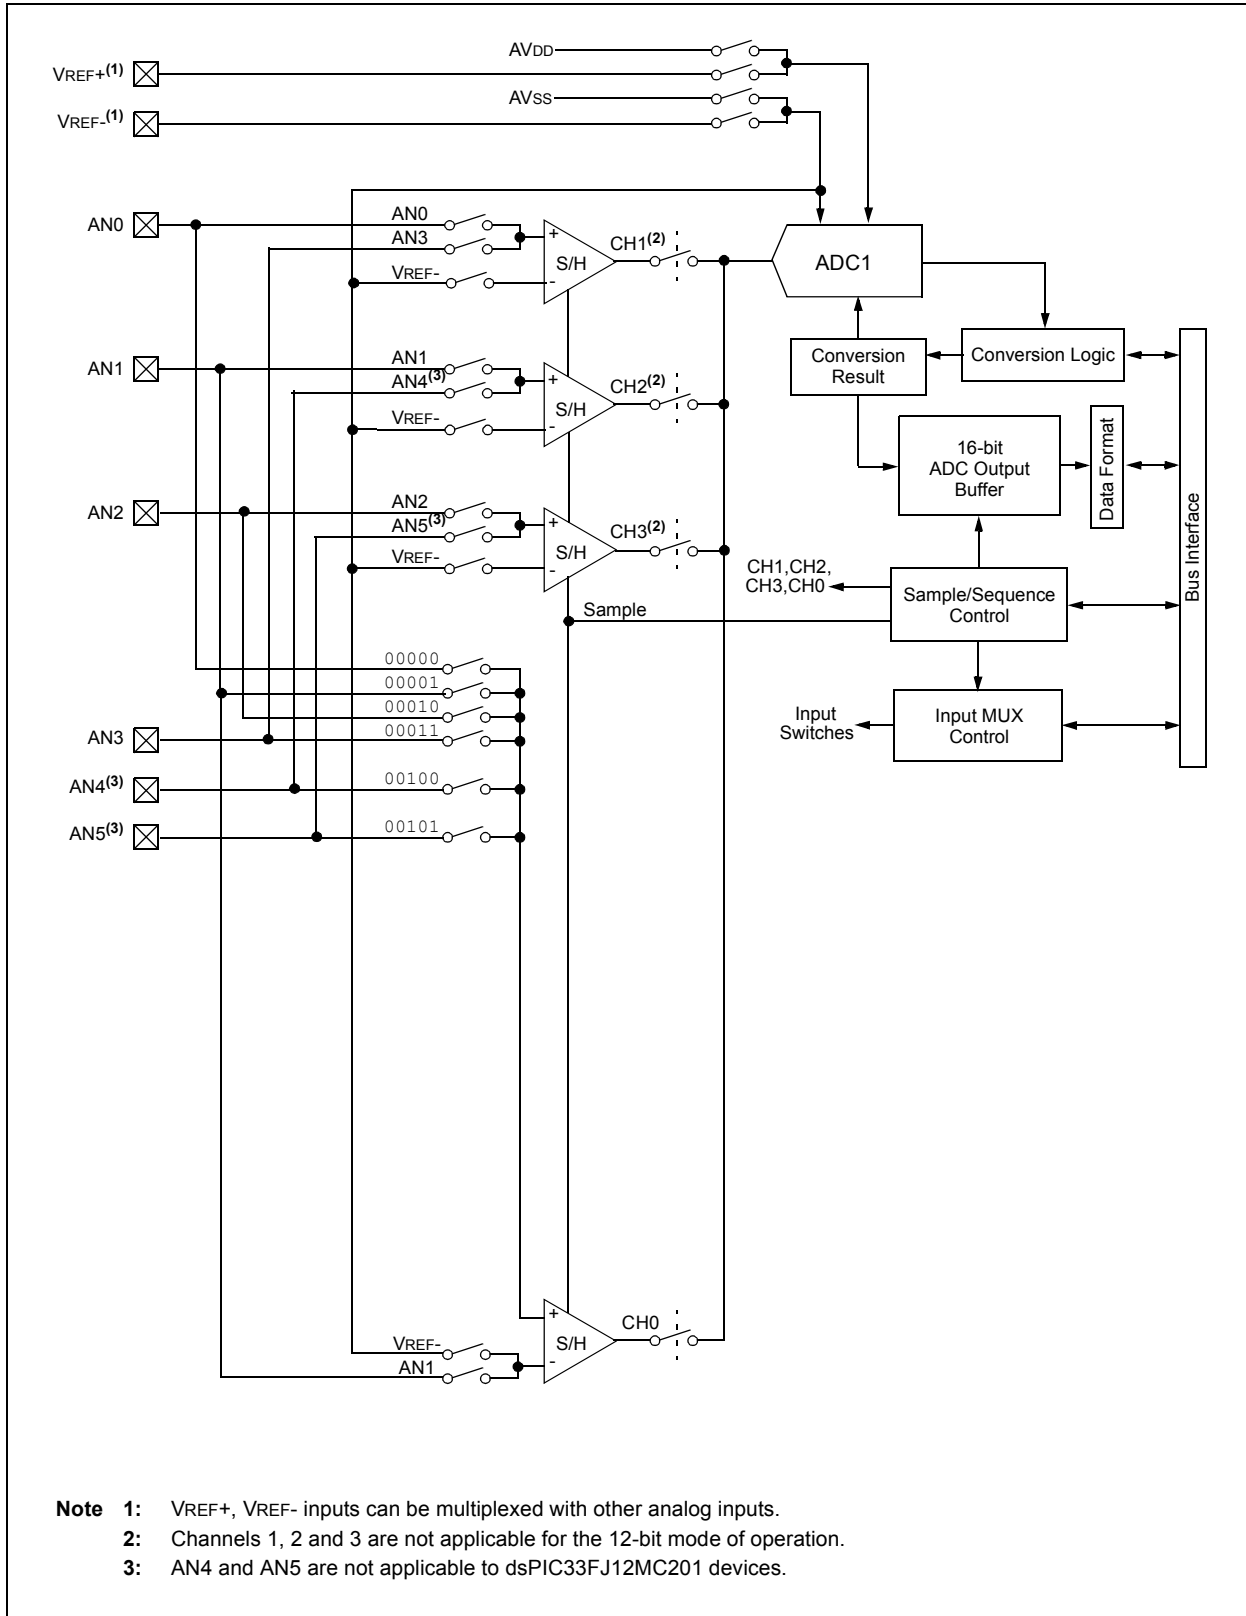 AVDD
VREF+(1)
AVSS
VREF-(1)
AN0
AN0
AN3
VREF-
+
-
S/H
CH1(2)
ADC1
Conversion Logic
Conversion
Result
AN1
AN1
AN4(3)
VREF-
+
-
S/H
CH2(2)
16-bit
ADC Output
Buffer
Data Format
Bus Interface
AN2
AN2
AN5(3)
VREF-
+
-
S/H
CH3(2)
CH1,CH2,
CH3,CH0
Sample/Sequence
Control
Sample
00000
00001
00010
00011
00100
00101
AN3
AN4(3)
AN5(3)
Input
Switches
Input MUX
Control
VREF-
AN1
+
-
S/H
CH0
Note 1: VREF+, VREF- inputs can be multiplexed with other analog inputs.
2: Channels 1, 2 and 3 are not applicable for the 12-bit mode of operation.
3: AN4 and AN5 are not applicable to dsPIC33FJ12MC201 devices.